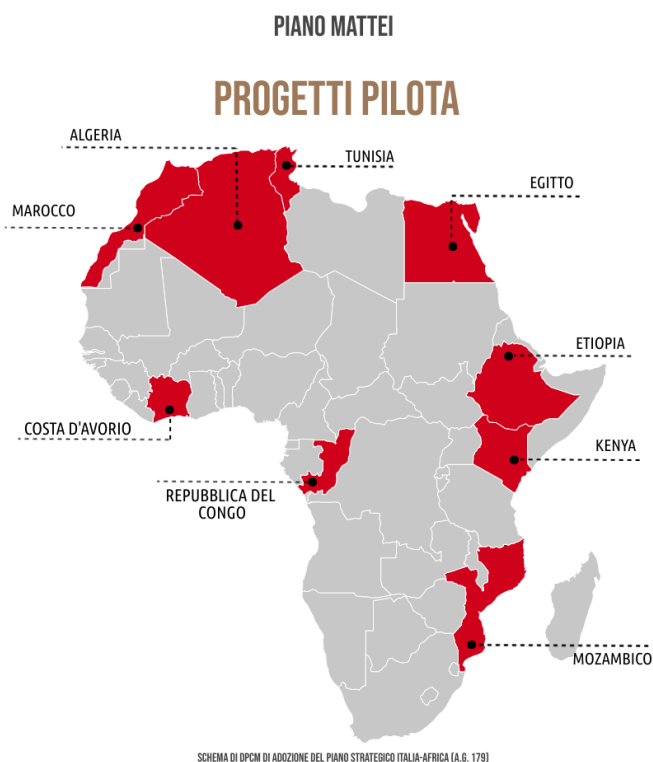 PIANO MATTEI
PROGETTI PILOTA
ALGERIA
TUNISIA
EGITTO
MAROCCO
ETIOPIA
COSTA D'AVORIO
KENYA
REPUBBLICA DEL
CONGO
MOZAMBICO
SCHEMA DI DPCM DI ADOZIONE DEL PIANO STRATEGICO ITALIA-AFRICA (A.G. 179)